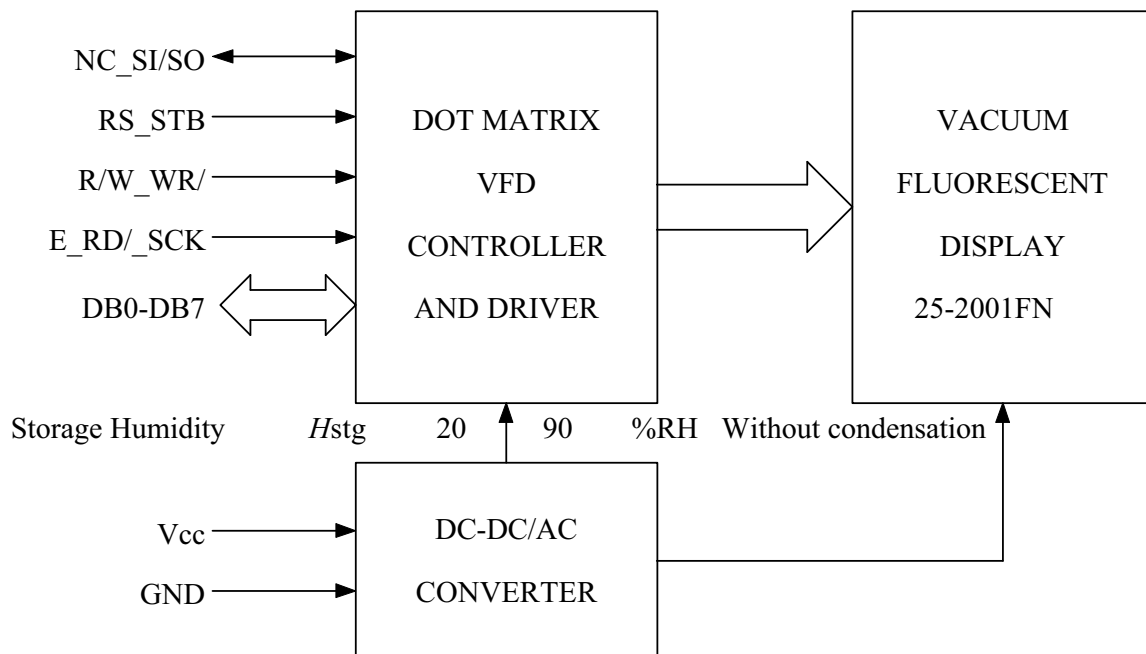 NC_SI/SO
RS_STB
R/W_WR/
E_RD/_SCK
DB0-DB7
DOT MATRIX
VFD
CONTROLLER
AND DRIVER
VACUUM
FLUORESCENT
DISPLAY
25-2001FN
Storage Humidity Hstg 20 90 %RH Without condensation
Vcc
GND
DC-DC/AC
CONVERTER